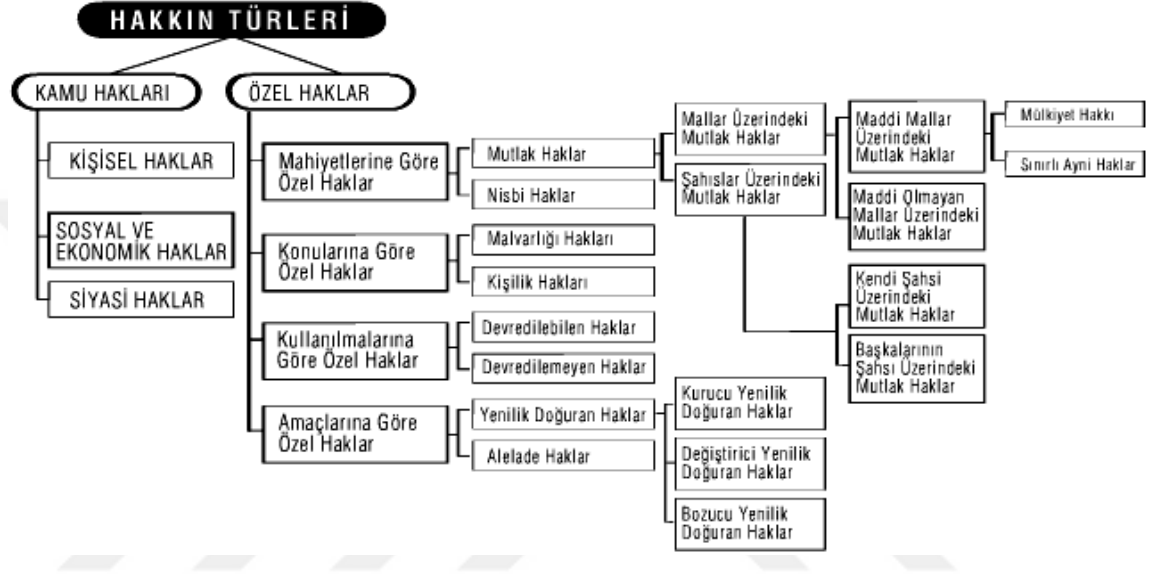 HAKKIN TÜRLERİ
KAMU HAKLARI
KİŞİSEL HAKLAR
SOSYAL VE
EKONOMİK HAKLAR
SİYASİ HAKLAR
ÖZEL HAKLAR
Mahiyetlerine Göre
Özel Haklar
Mutlak Haklar
Mallar Üzerindeki
Mutlak Haklar
Maddi Mallar
Üzerindeki
Mutlak Haklar
Mülkiyet Hakkı
Sınırlı Ayni Haklar
Maddi Olmayan
Mallar Üzerindeki
Mutlak Haklar
Şahıslar Üzerindeki
Mutlak Haklar
Kendi Şahsi
Üzerindeki
Mutlak Haklar
Başkalarının
Şahsı Üzerindeki
Mutlak Haklar
Nisbi Haklar
Konularına Göre
Özel Haklar
Malvarlığı Hakları
Kişilik Hakları
Kullanılmalarına
Göre Özel Haklar
Devredilebilen Haklar
Devredilemeyen Haklar
Amaçlarına Göre
Özel Haklar
Yenilik Doğuran Haklar
Kurucu Yenilik
Doğuran Haklar
Değiştirici Yenilik
Doğuran Haklar
Bozucu Yenilik
Doğuran Haklar
Alelade Haklar